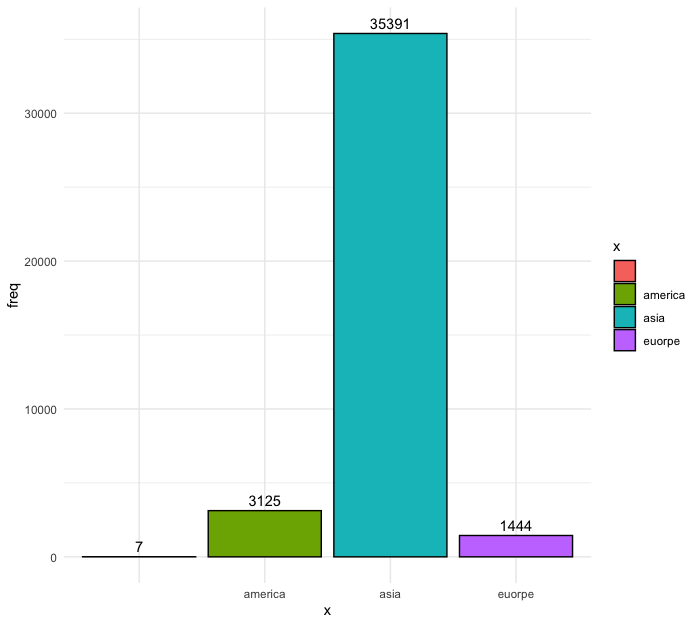 35391
30000
20000
10000
0
freq
7
3125
1444
america
asia
euorpe
x
x
america
asia
euorpe